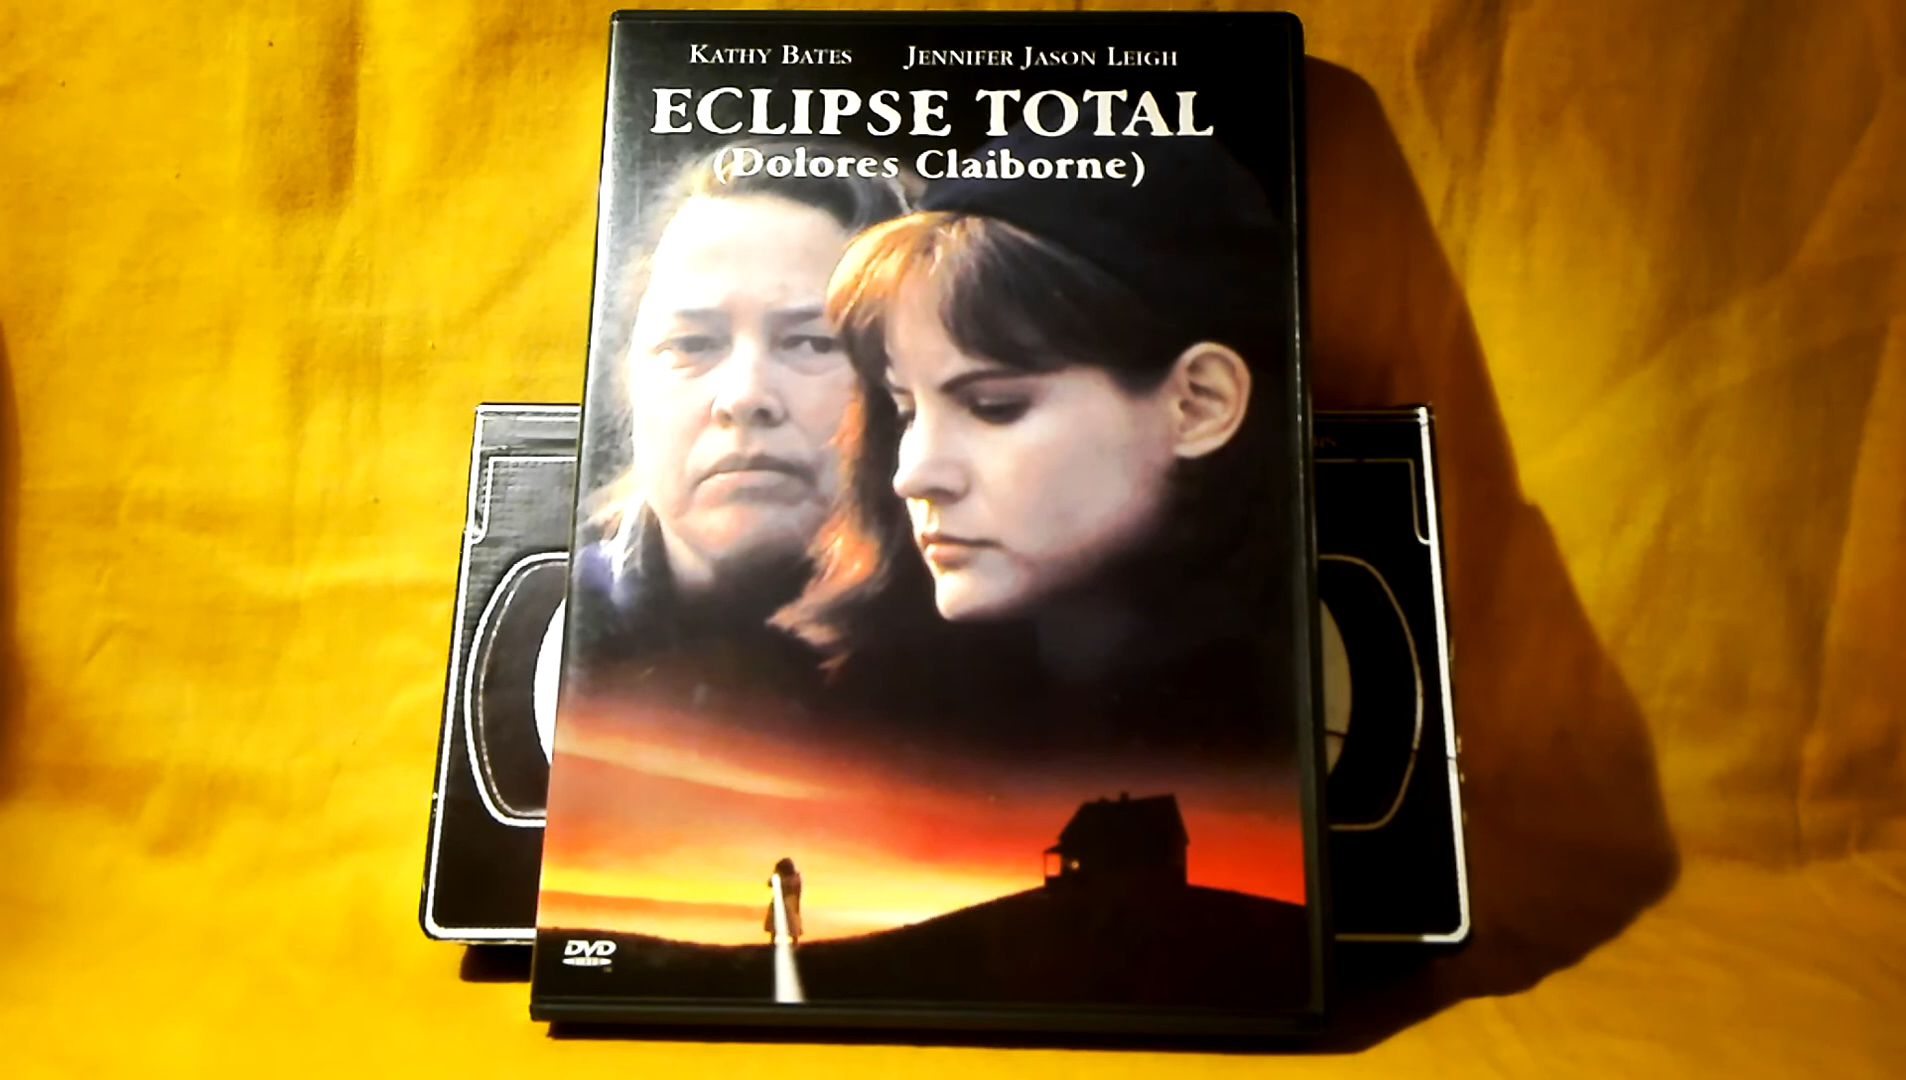 KATHY BATES JENNIFER JASON LEIGH
ECLIPSE TOTAL
(Dolores Claiborne)
DVD